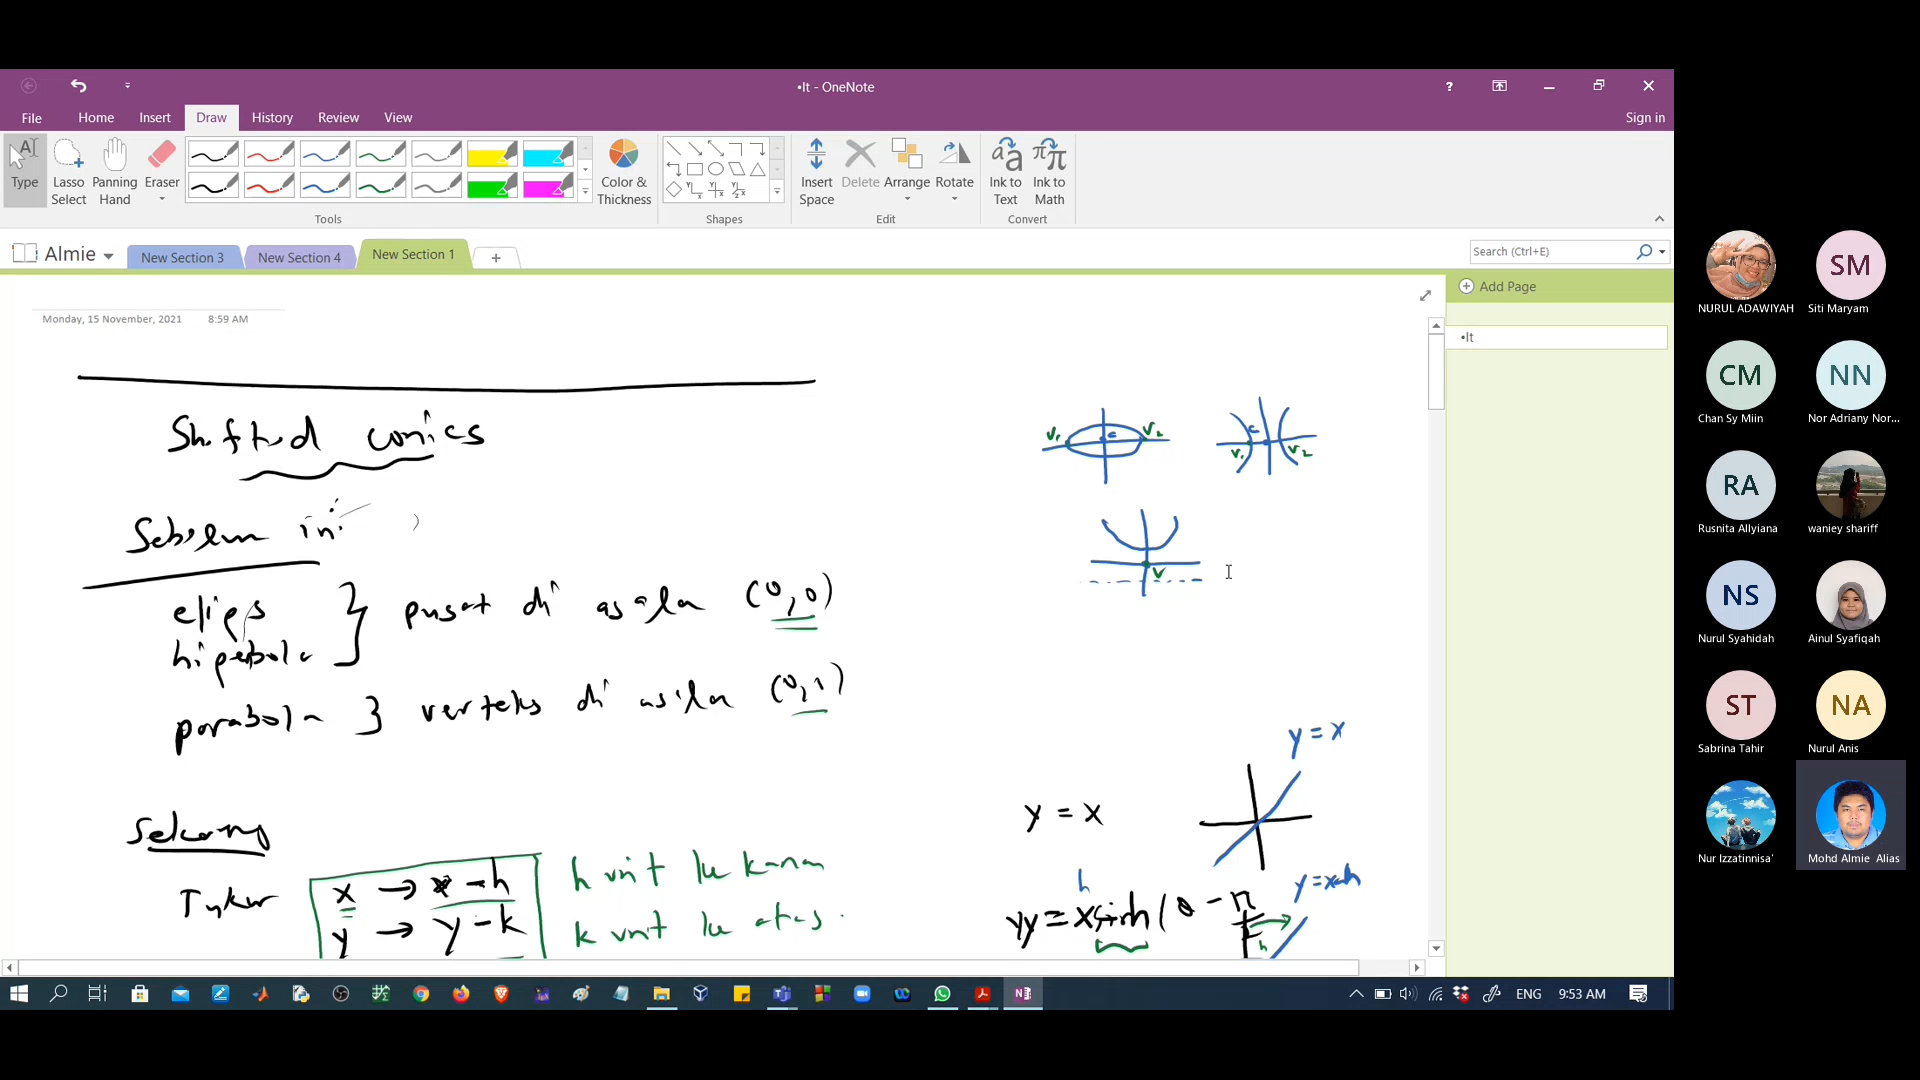 •It - OneNote
?
File
Home
Insert
Draw
History
Review
View
Sign in
Type
Lasso Select
Panning Hand
Eraser
Color & Thickness
Insert Space
Delete
Arrange
Rotate
Ink to Text
Ink to Math
Tools
Shapes
Edit
Convert
Almie
New Section 3
New Section 4
New Section 1
Search (Ctrl+E)
Add Page
•It
Monday, 15 November, 2021 8:59 AM
Shifted conics
Sebelum ini
elips
hiperbola
} pusat di asalan (0,0)
parabola } verteks di asalan
Sekarang
Tukar
x → x - h
h unit ke kanan
y → y - k
k unit ke atas
V1
c
V2
c
V1
V2
V
y = x
y = x
h
h
NURUL ADAWIYAH
SM
Siti Maryam
CM
Chan Sy Miin
NN
Nor Adriany Nor...
RA
Rusnita Allyiana
waniey shariff
NS
Nurul Syahidah
Ainul Syafiqah
ST
Sabrina Tahir
NA
Nurul Anis
Nur Izzatinnisa'
Mohd Almie Alias
ENG
9:53 AM